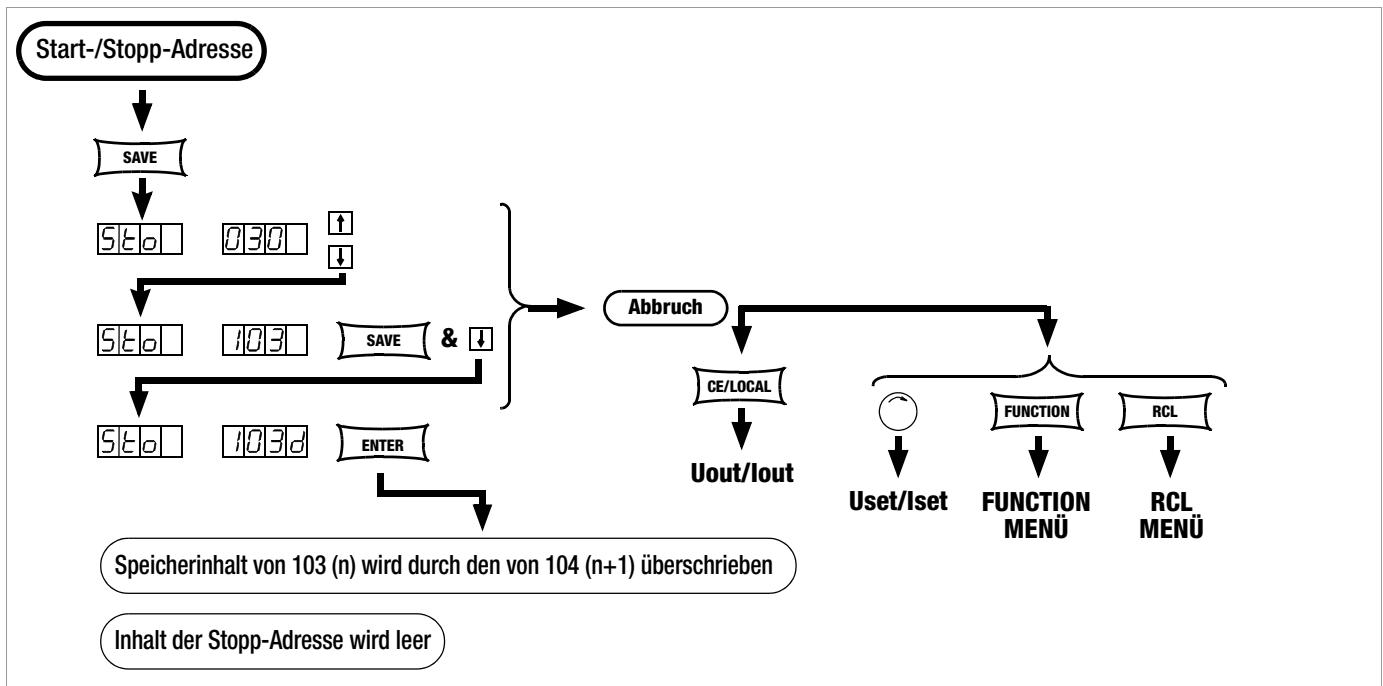 Start-/Stopp-Adresse
SAVE
Sto 030 ↑
↓
Sto 103 SAVE & ↓
Sto 103d ENTER
Abbruch
CE/LOCAL FUNCTION RCL
Uout/Iout
Uset/Iset FUNCTION MENÜ RCL MENÜ
Speicherinhalt von 103 (n) wird durch den von 104 (n+1) überschrieben
Inhalt der Stopp-Adresse wird leer